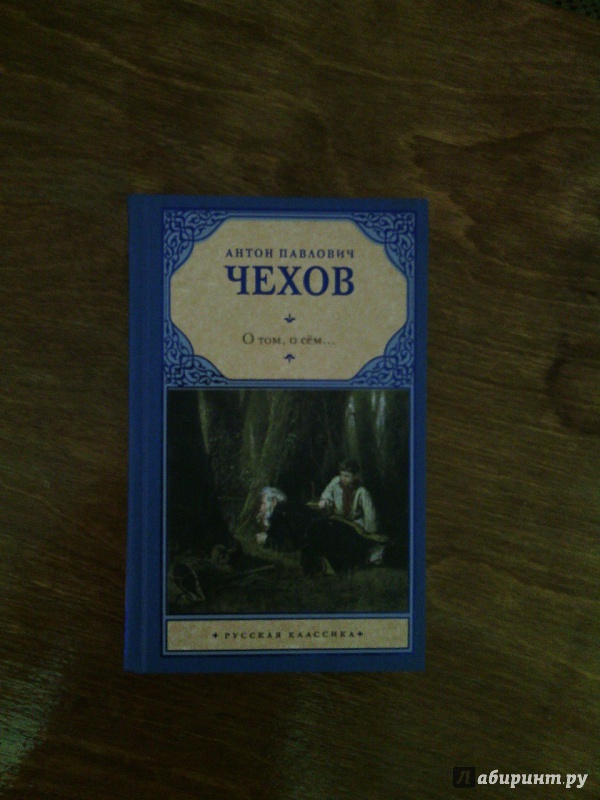 АНТОН ПАВЛОВИЧ
ЧЕХОВ
О том, о сём...
РУССКАЯ КЛАССИКА
Лабиринт.ру